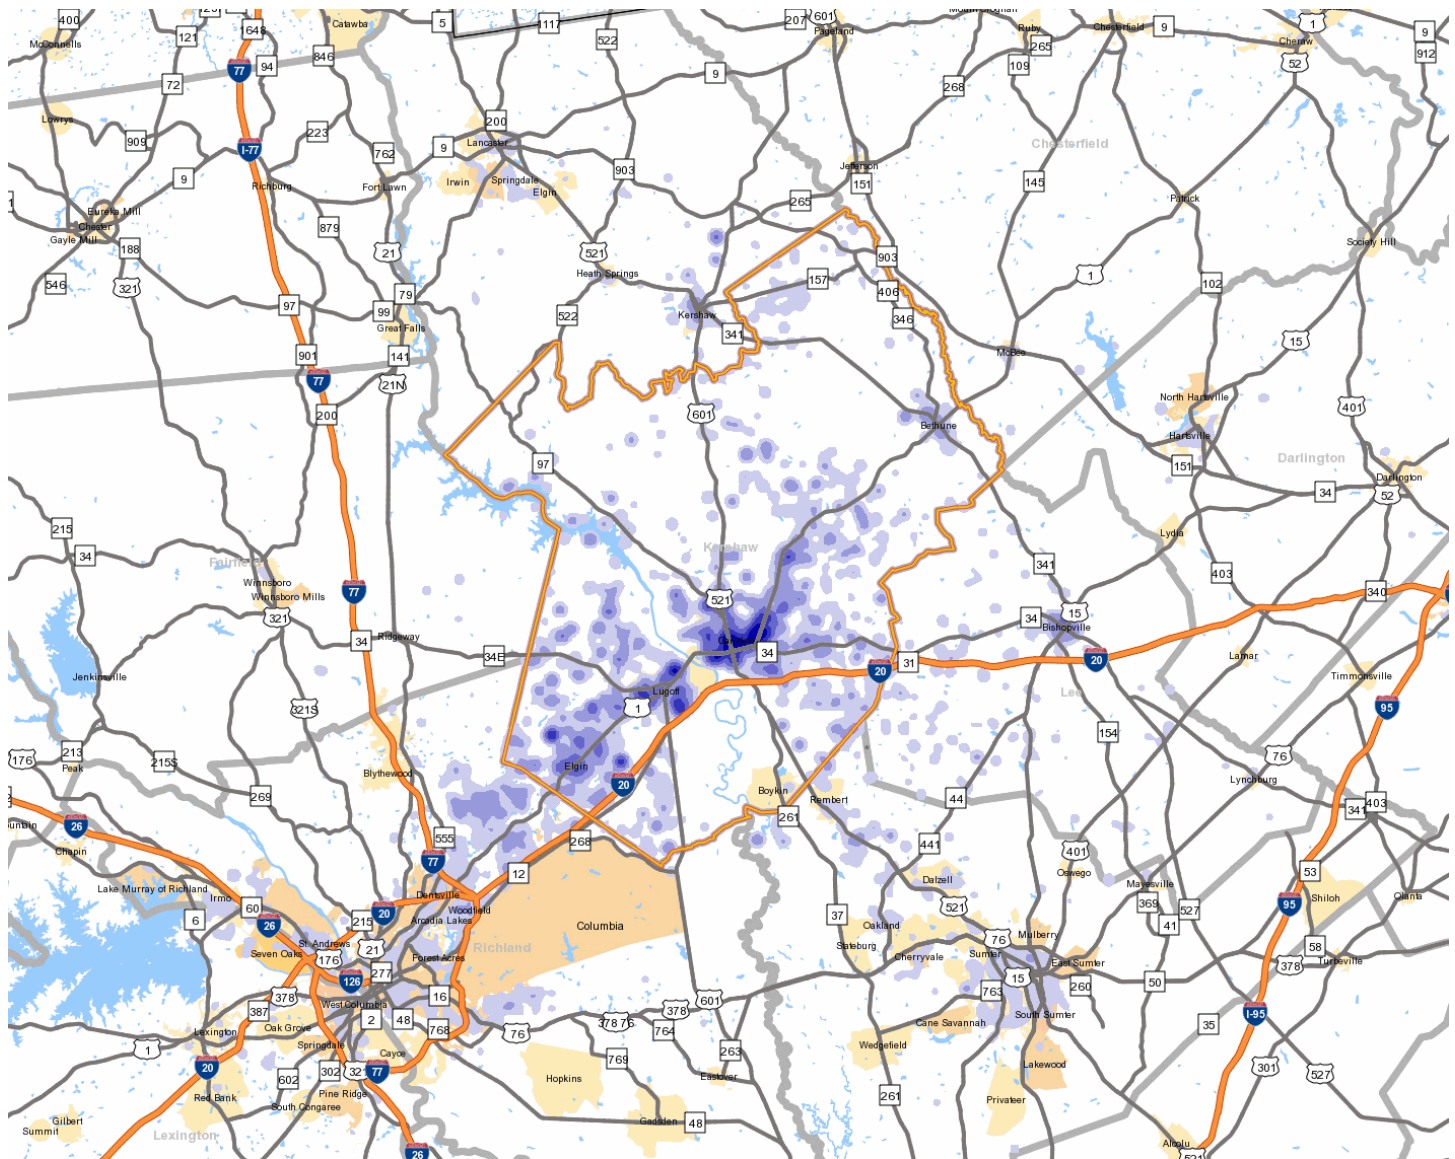 400
121
1648
Catawba
5
1117
522
207
601
Pageland
Ruby
265
Chesterfield
9
1
Cheraw
9
912
McConnells
77
94
846
72
9
109
52
268
Lowrys
909
223
200
Lancaster
9
762
I-77
903
Jefferson
151
Chesterfield
145
9
Richburg
Fort Lawn
Irwin
Springdale
Elgin
265
Patrick
Eureka Mill
Chester
Gayle Mill
188
879
21
521
903
Society Hill
546
321
Heath Springs
157
406
1
102
97
79
99
Great Falls
522
Kershaw
341
346
15
901
141
McBee
77
21N
200
601
North Hartsville
401
Bethune
Hartsville
97
151
Darlington
Darlington
34
52
215
34
Lydia
Fairfield
Kershaw
341
403
Winnsboro
Winnsboro Mills
77
521
340
321
34
Ridgeway
34
15
Bishopville
34E
34
31
20
20
Lamar
Jenkinsville
Lugoff
Timmonsville
321S
1
Lee
95
154
176
213
Peak
215S
Blythewood
Elgin
20
76
Lynchburg
269
Boykin
Rembert
44
341
403
26
Chapin
555
261
268
441
401
77
12
53
Lake Murray of Richland
Irmo
Dentsville
Dalzell
Oswego
Mayesville
Shiloh
Olanta
6
60
20
Woodfield
Arcadia Lakes
215
Columbia
37
521
369
527
95
26
Oakland
41
St. Andrews
21
Richland
Stateburg
76
Mulberry
58
Seven Oaks
176
Forest Acres
Cherryvale
Sumter
East Sumter
378
Turbeville
126
277
15
378
16
601
763
260
50
West Columbia
387
378
2
48
Cane Savannah
South Sumter
I-95
Lexington
Oak Grove
768
76
378
76
764
35
1
Springdale
Cayce
769
263
Wedgefield
20
602
302
321
77
Hopkins
Eastover
Lakewood
301
527
Red Bank
Pine Ridge
South Congaree
261
Privateer
Gilbert
Summit
Lexington
Gadsden
48
Alcolu
26
521